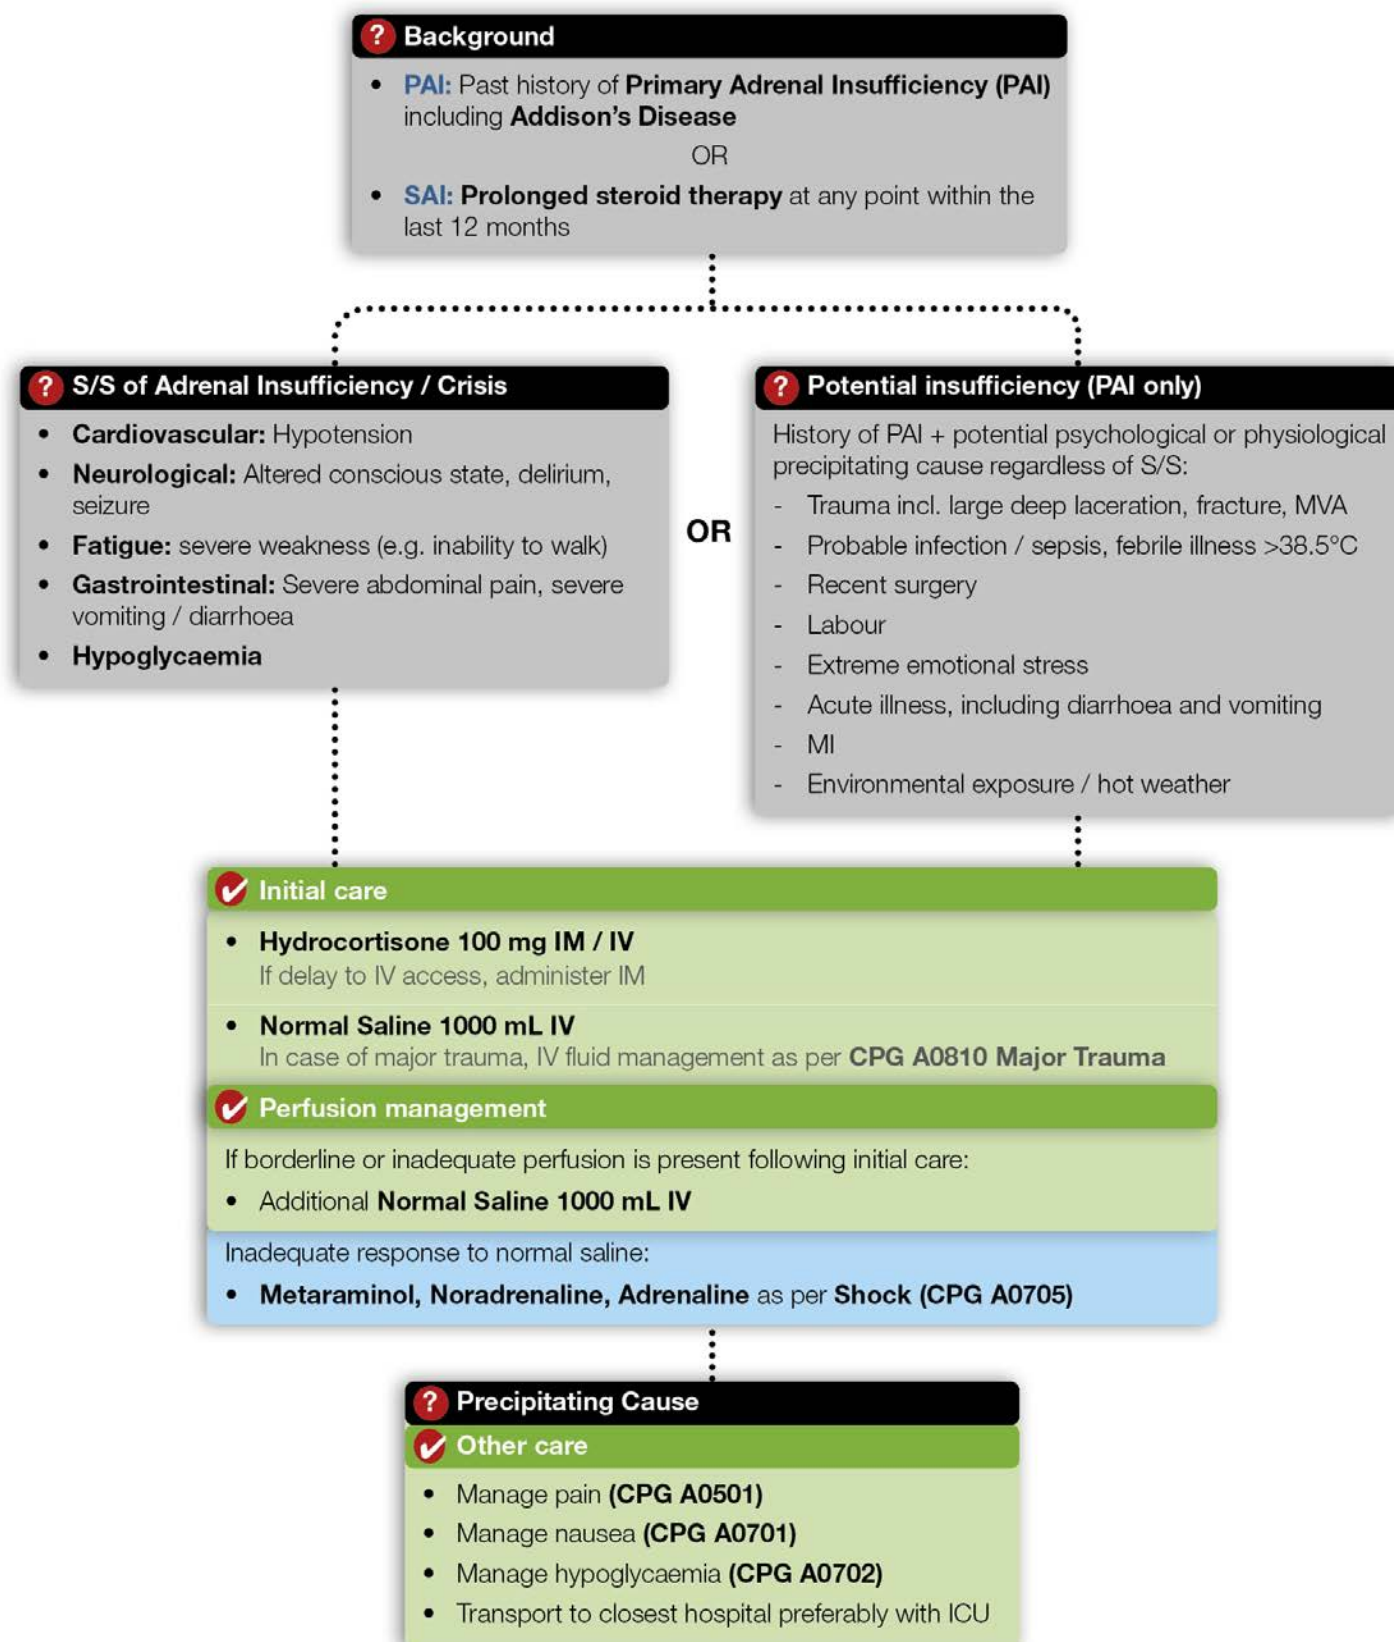 Background
• PAI: Past history of Primary Adrenal Insufficiency (PAI)
including Addison's Disease
OR
• SAI: Prolonged steroid therapy at any point within the
last 12 months
S/S of Adrenal Insufficiency / Crisis
• Cardiovascular: Hypotension
• Neurological: Altered conscious state, delirium,
seizure
• Fatigue: severe weakness (e.g. inability to walk)
• Gastrointestinal: Severe abdominal pain, severe
vomiting / diarrhoea
• Hypoglycaemia
OR
Potential insufficiency (PAI only)
History of PAI + potential psychological or physiological
precipitating cause regardless of S/S:
- Trauma incl. large deep laceration, fracture, MVA
- Probable infection / sepsis, febrile illness >38.5°C
- Recent surgery
- Labour
- Extreme emotional stress
- Acute illness, including diarrhoea and vomiting
- MI
- Environmental exposure / hot weather
Initial care
• Hydrocortisone 100 mg IM / IV
If delay to IV access, administer IM
• Normal Saline 1000 mL IV
In case of major trauma, IV fluid management as per CPG A0810 Major Trauma
Perfusion management
If borderline or inadequate perfusion is present following initial care:
• Additional Normal Saline 1000 mL IV
Inadequate response to normal saline:
• Metaraminol, Noradrenaline, Adrenaline as per Shock (CPG A0705)
Precipitating Cause
Other care
• Manage pain (CPG A0501)
• Manage nausea (CPG A0701)
• Manage hypoglycaemia (CPG A0702)
• Transport to closest hospital preferably with ICU